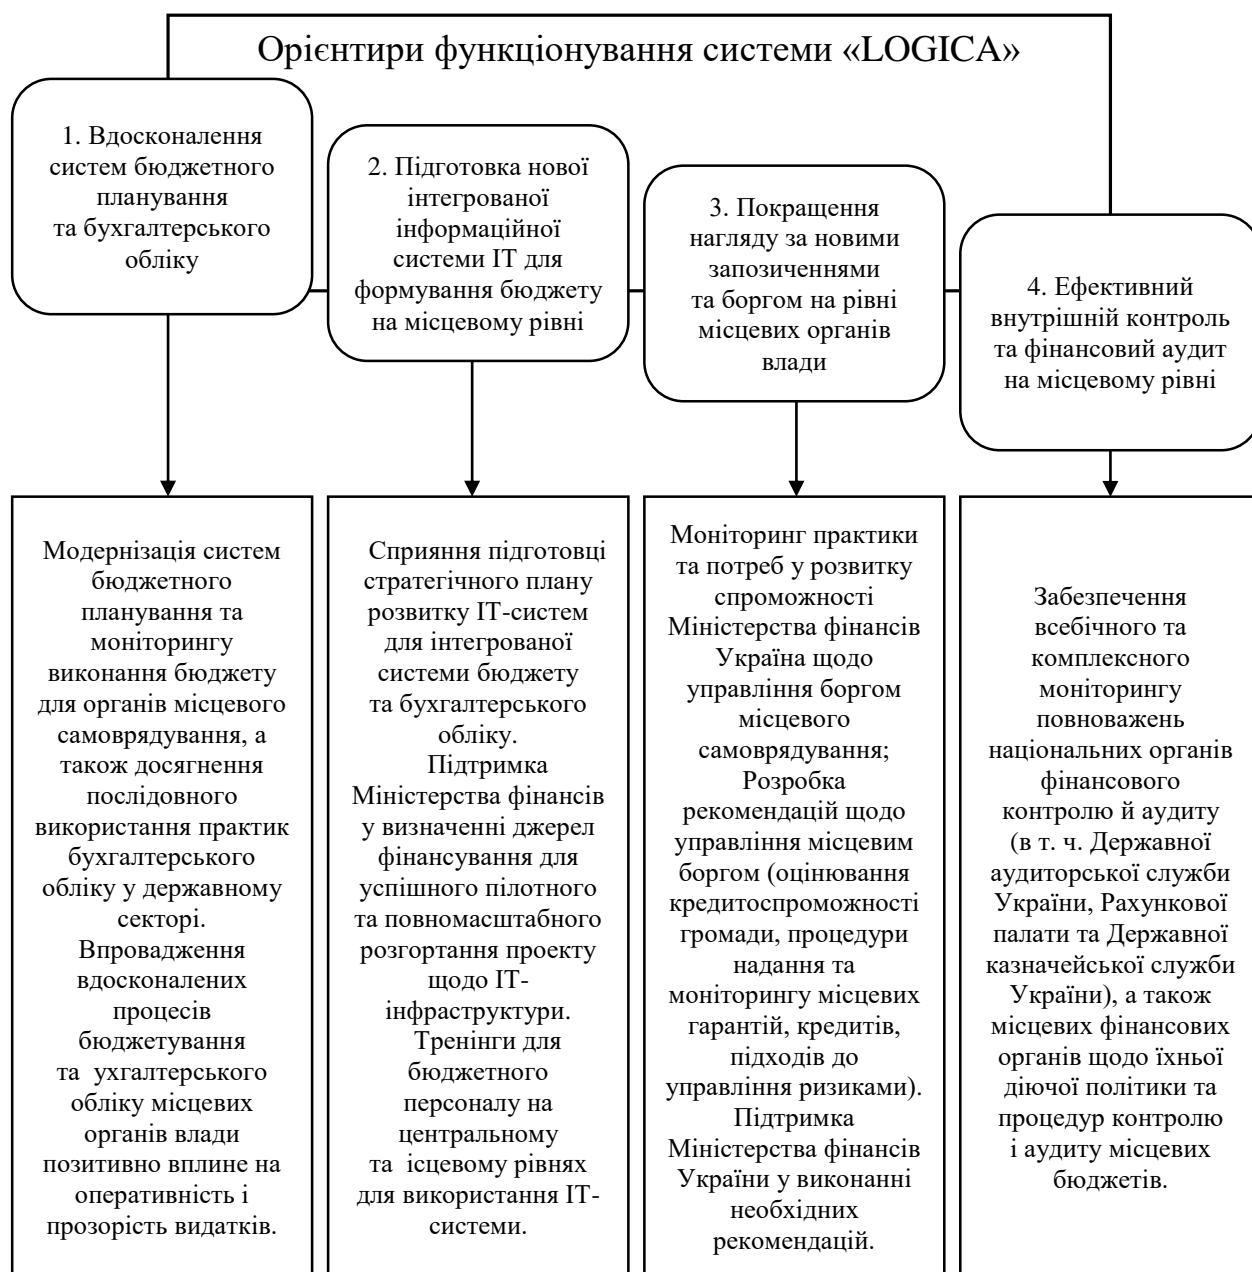 Орієнтири функціонування системи «LOGICA»
1. Вдосконалення
систем бюджетного
планування
та бухгалтерського
обліку
2. Підготовка нової
інтегрованої
інформаційної
системи ІТ для
формування бюджету
на місцевому рівні
3. Покращення
нагляду за новими
запозиченнями
та боргом на рівні
місцевих органів
влади
4. Ефективний
внутрішній контроль
та фінансовий аудит
на місцевому рівні
Модернізація систем
бюджетного
планування та
моніторингу
виконання бюджету
для органів місцевого
самоврядування, а
також досягнення
послідовного
використання практик
бухгалтерського
обліку у державному
секторі.
Впровадження
вдосконалених
процесів
бюджетування
та ухгалтерського
обліку місцевих
органів влади
позитивно вплине на
оперативність і
прозорість видатків.
Сприяння підготовці
стратегічного плану
розвитку ІТ-систем
для інтегрованої
системи бюджету
та бухгалтерського
обліку.
Підтримка
Міністерства фінансів
у визначенні джерел
фінансування для
успішного пілотного
та повномасштабного
розгортання проекту
щодо ІТ-
інфраструктури.
Тренінги для
бюджетного
персоналу на
центральному
та ісцевому рівнях
для використання ІТ-
системи.
Моніторинг практики
та потреб у розвитку
спроможності
Міністерства фінансів
Україна щодо
управління боргом
місцевого
самоврядування;
Розробка
рекомендацій щодо
управління місцевим
боргом (оцінювання
кредитоспроможності
громади, процедури
надання та
моніторингу місцевих
гарантій, кредитів,
підходів до
управління ризиками).
Підтримка
Міністерства фінансів
України у виконанні
необхідних
рекомендацій.
Забезпечення
всебічного та
комплексного
моніторингу
повноважень
національних органів
фінансового
контролю й аудиту
(в т. ч. Державної
аудиторської служби
України, Рахункової
палати та Державної
казначейської служби
України), а також
місцевих фінансових
органів щодо їхньої
діючої політики та
процедур контролю
і аудиту місцевих
бюджетів.